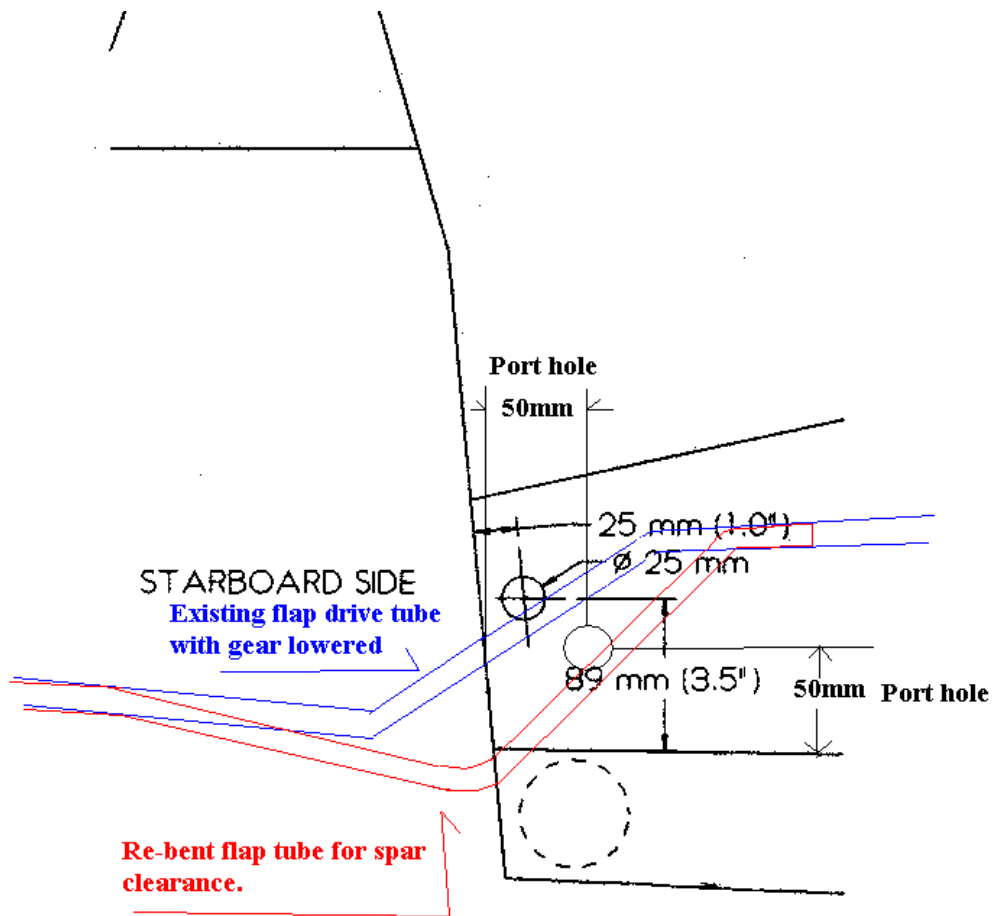 Port hole
50mm
25 mm (1.0")
Ø 25 mm
STARBOARD SIDE
Existing flap drive tube
with gear lowered
89 mm (3.5")
50mm Port hole
Re-bent flap tube for spar
clearance.